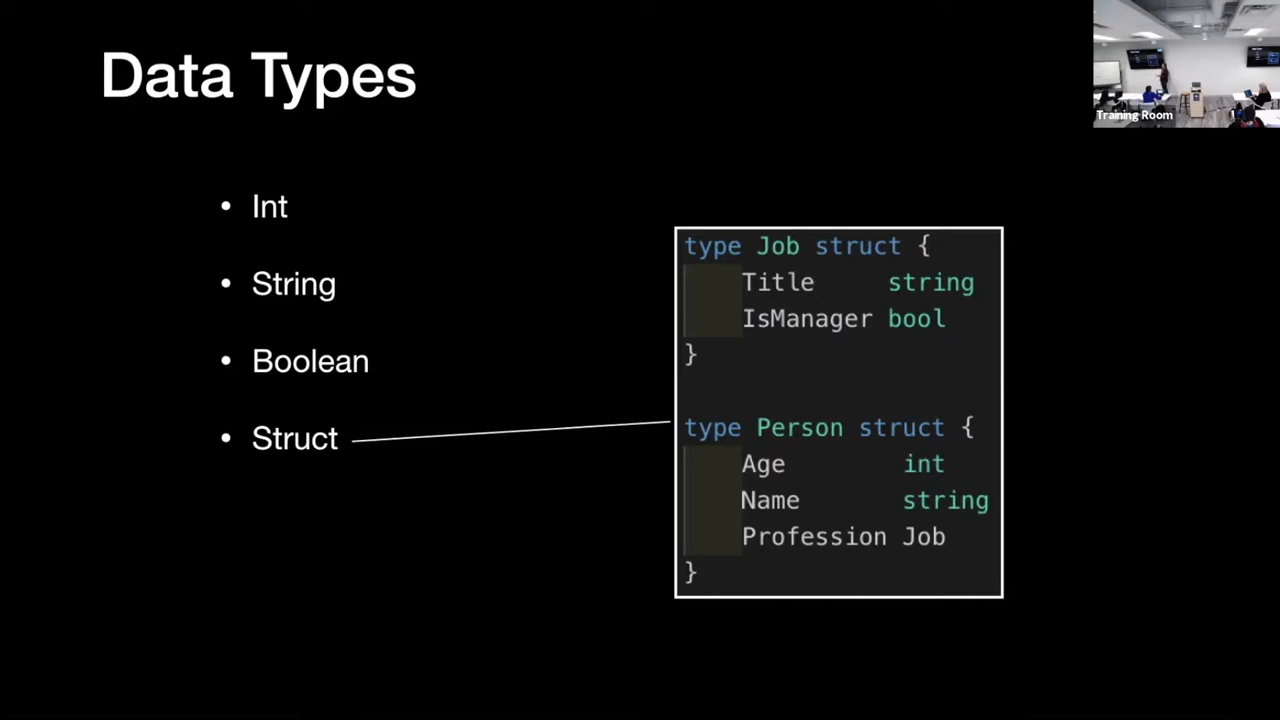 Data Types
• Int
• String
• Boolean
• Struct
type Job struct {
Title string
IsManager bool
}
type Person struct {
Age int
Name string
Profession Job
}
Training Room